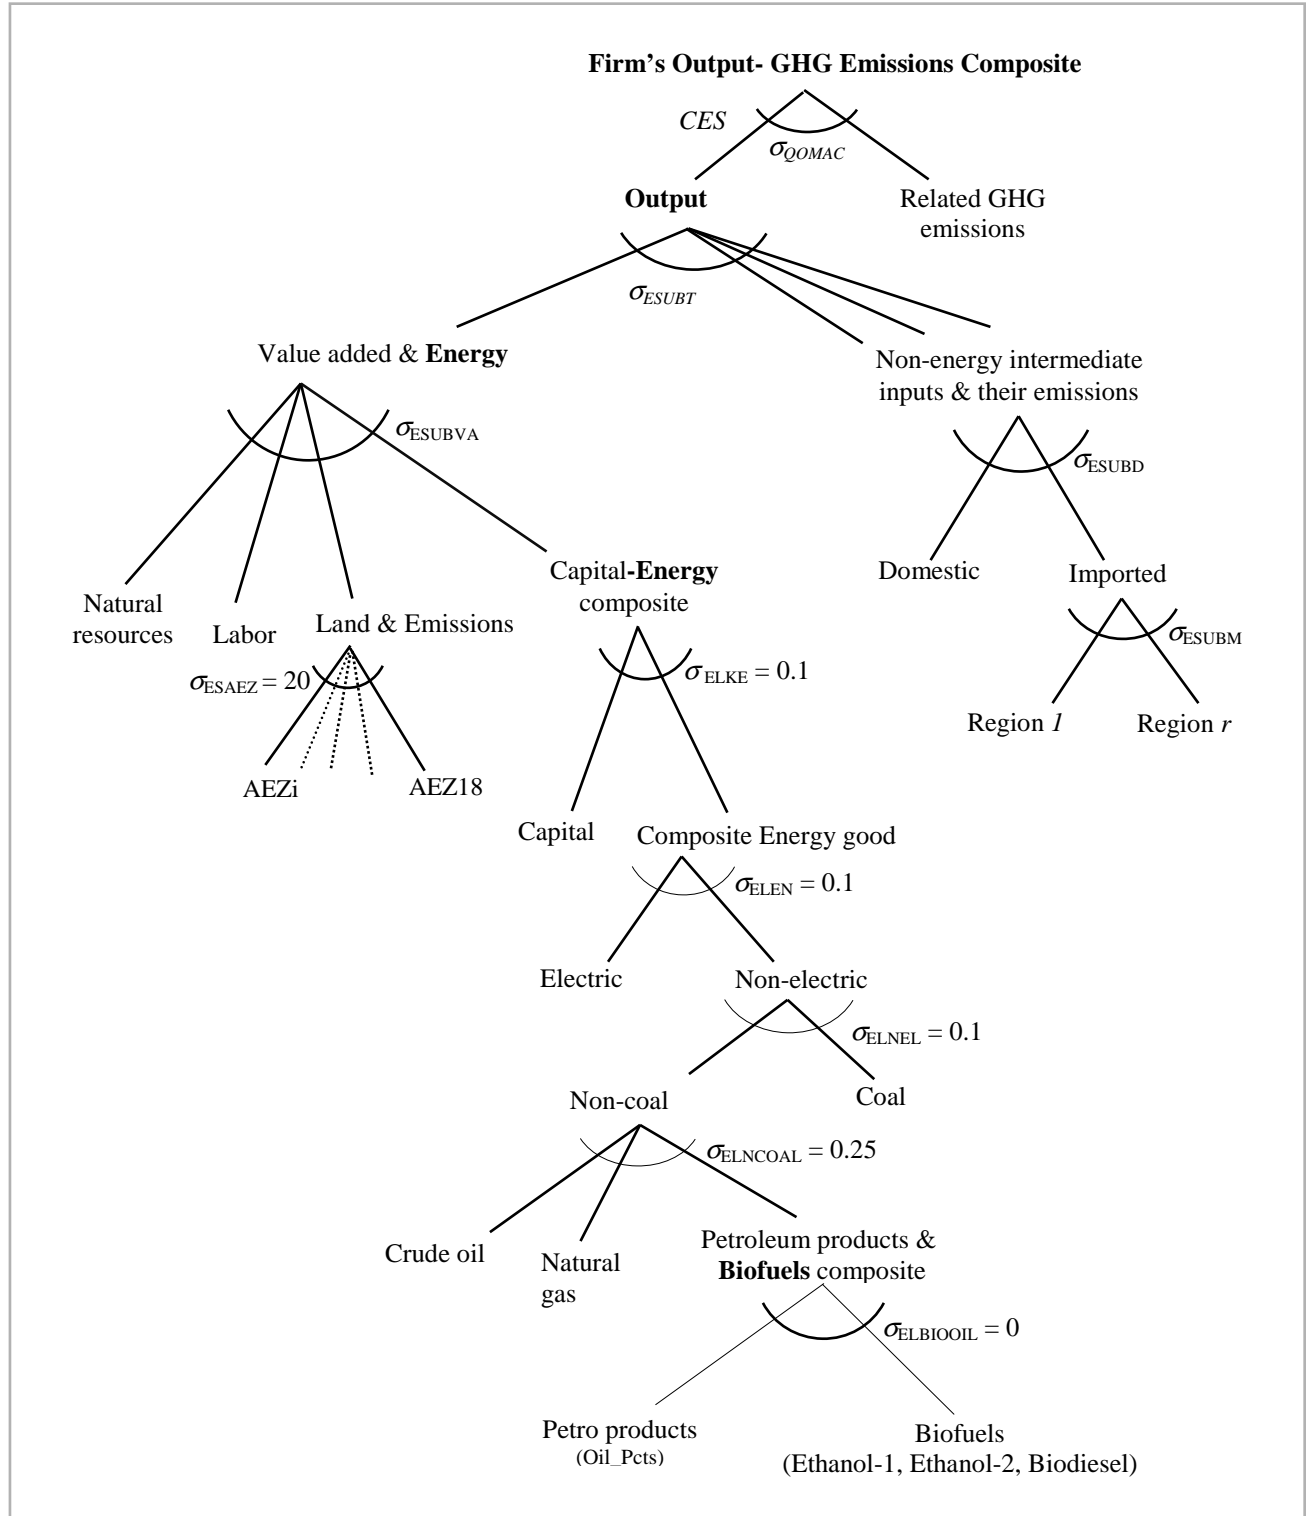 Firm's Output- GHG Emissions Composite
CES
σQOMAC
Output
Related GHG
emissions
σESUBT
Value added & Energy
Non-energy intermediate
inputs & their emissions
σESUBVA
σESUBD
Natural
resources
Labor
Land & Emissions
Capital-Energy
composite
Domestic
Imported
σESUBM
σESAEZ = 20
σELKE = 0.1
Region 1
Region r
AEZi
AEZ18
Capital
Composite Energy good
σELEN = 0.1
Electric
Non-electric
σELNEL = 0.1
Non-coal
Coal
σELNCOAL = 0.25
Crude oil
Natural
gas
Petroleum products &
Biofuels composite
σELBIOOIL = 0
Petro products
(Oil_Pcts)
Biofuels
(Ethanol-1, Ethanol-2, Biodiesel)